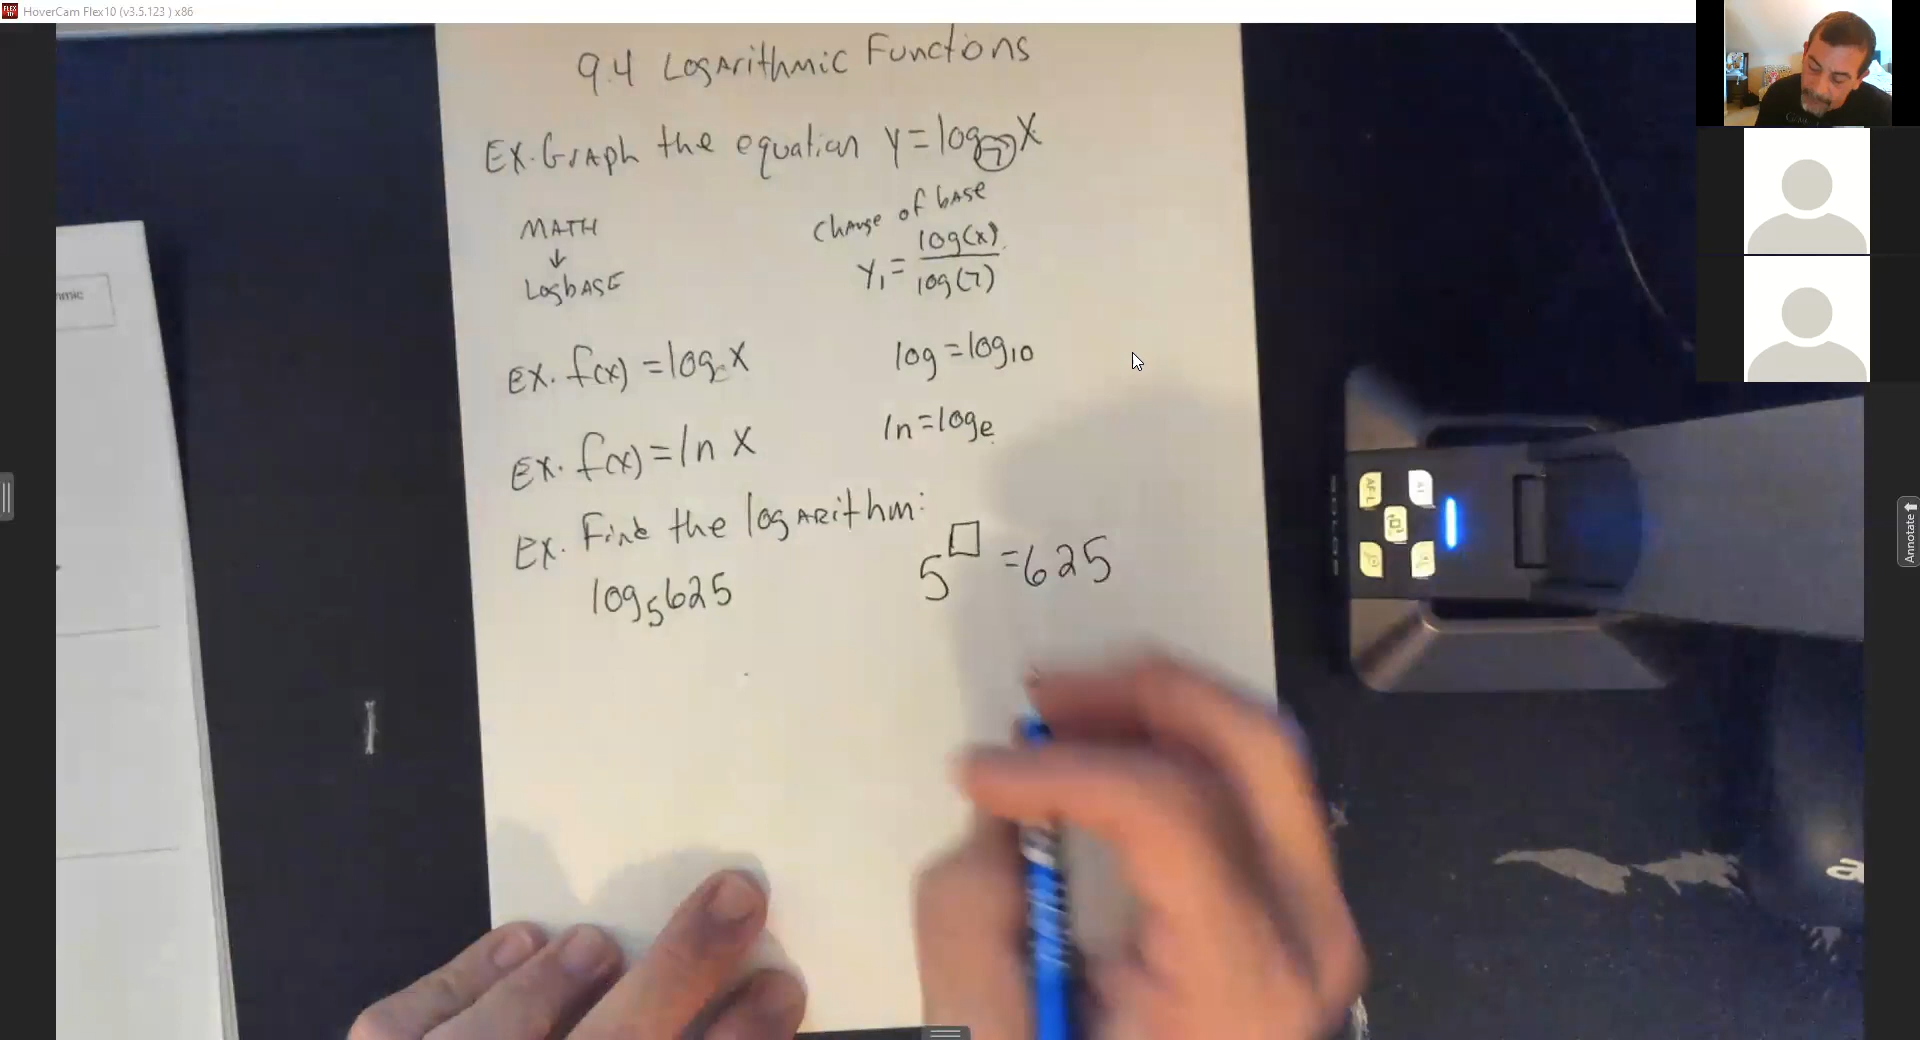 HoverCam Flex10 (v3.5.123 ) x86
9.4 Logarithmic Functions
Ex. Graph the equation y = log₇ x
MATH
↓
LogBASE
change of base
Y₁ = log(x) / log(7)
Ex. f(x) = log x
log = log₁₀
Ex. f(x) = ln x
ln = logₑ
Ex. Find the logarithm:
log₅ 625
5^□ = 625
hmic
AF-L
Annotate
a